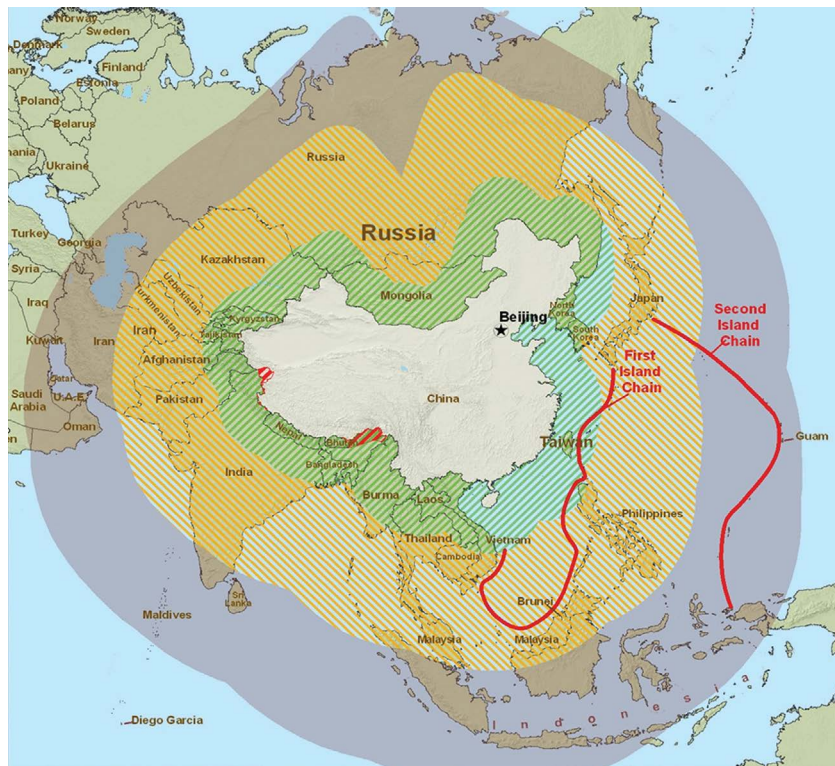 Norway
Sweden
Denmark
Finland
Estonia
Poland
Belarus
Ukraine
Russia
Russia
Turkey
Georgia
Kazakhstan
Syria
Uzbekistan
Mongolia
Iraq
Turkmenistan
Kyrgyzstan
Beijing
North
Korea
Japan
Second
Island
Chain
Iran
Iran
Tajikistan
South
Korea
Kuwait
First
Island
Chain
Afghanistan
Qatar
Saudi
Arabia
U.A.E.
Pakistan
China
Oman
Nepal
Bhutan
Taiwan
Guam
India
Bangladesh
Burma
Laos
Philippines
Thailand
Vietnam
Cambodia
Sri
Lanka
Maldives
Brunei
Malaysia
Malaysia
Indonesia
Diego Garcia